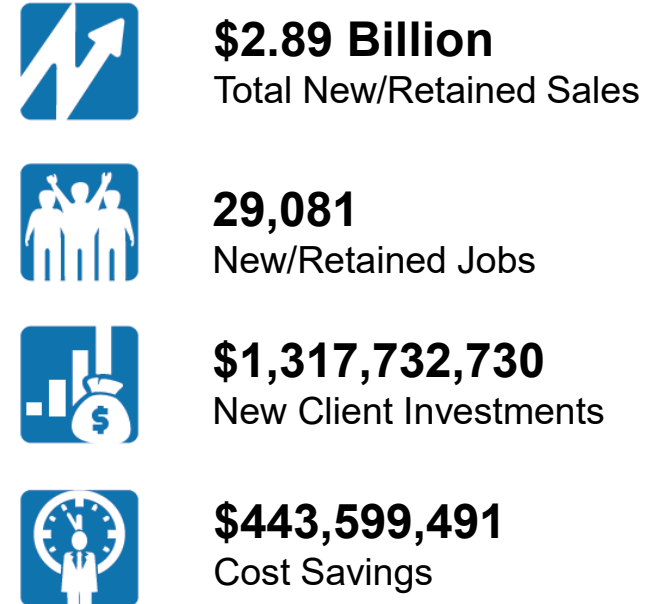 $2.89 Billion
Total New/Retained Sales
29,081
New/Retained Jobs
$1,317,732,730
New Client Investments
$
$443,599,491
Cost Savings